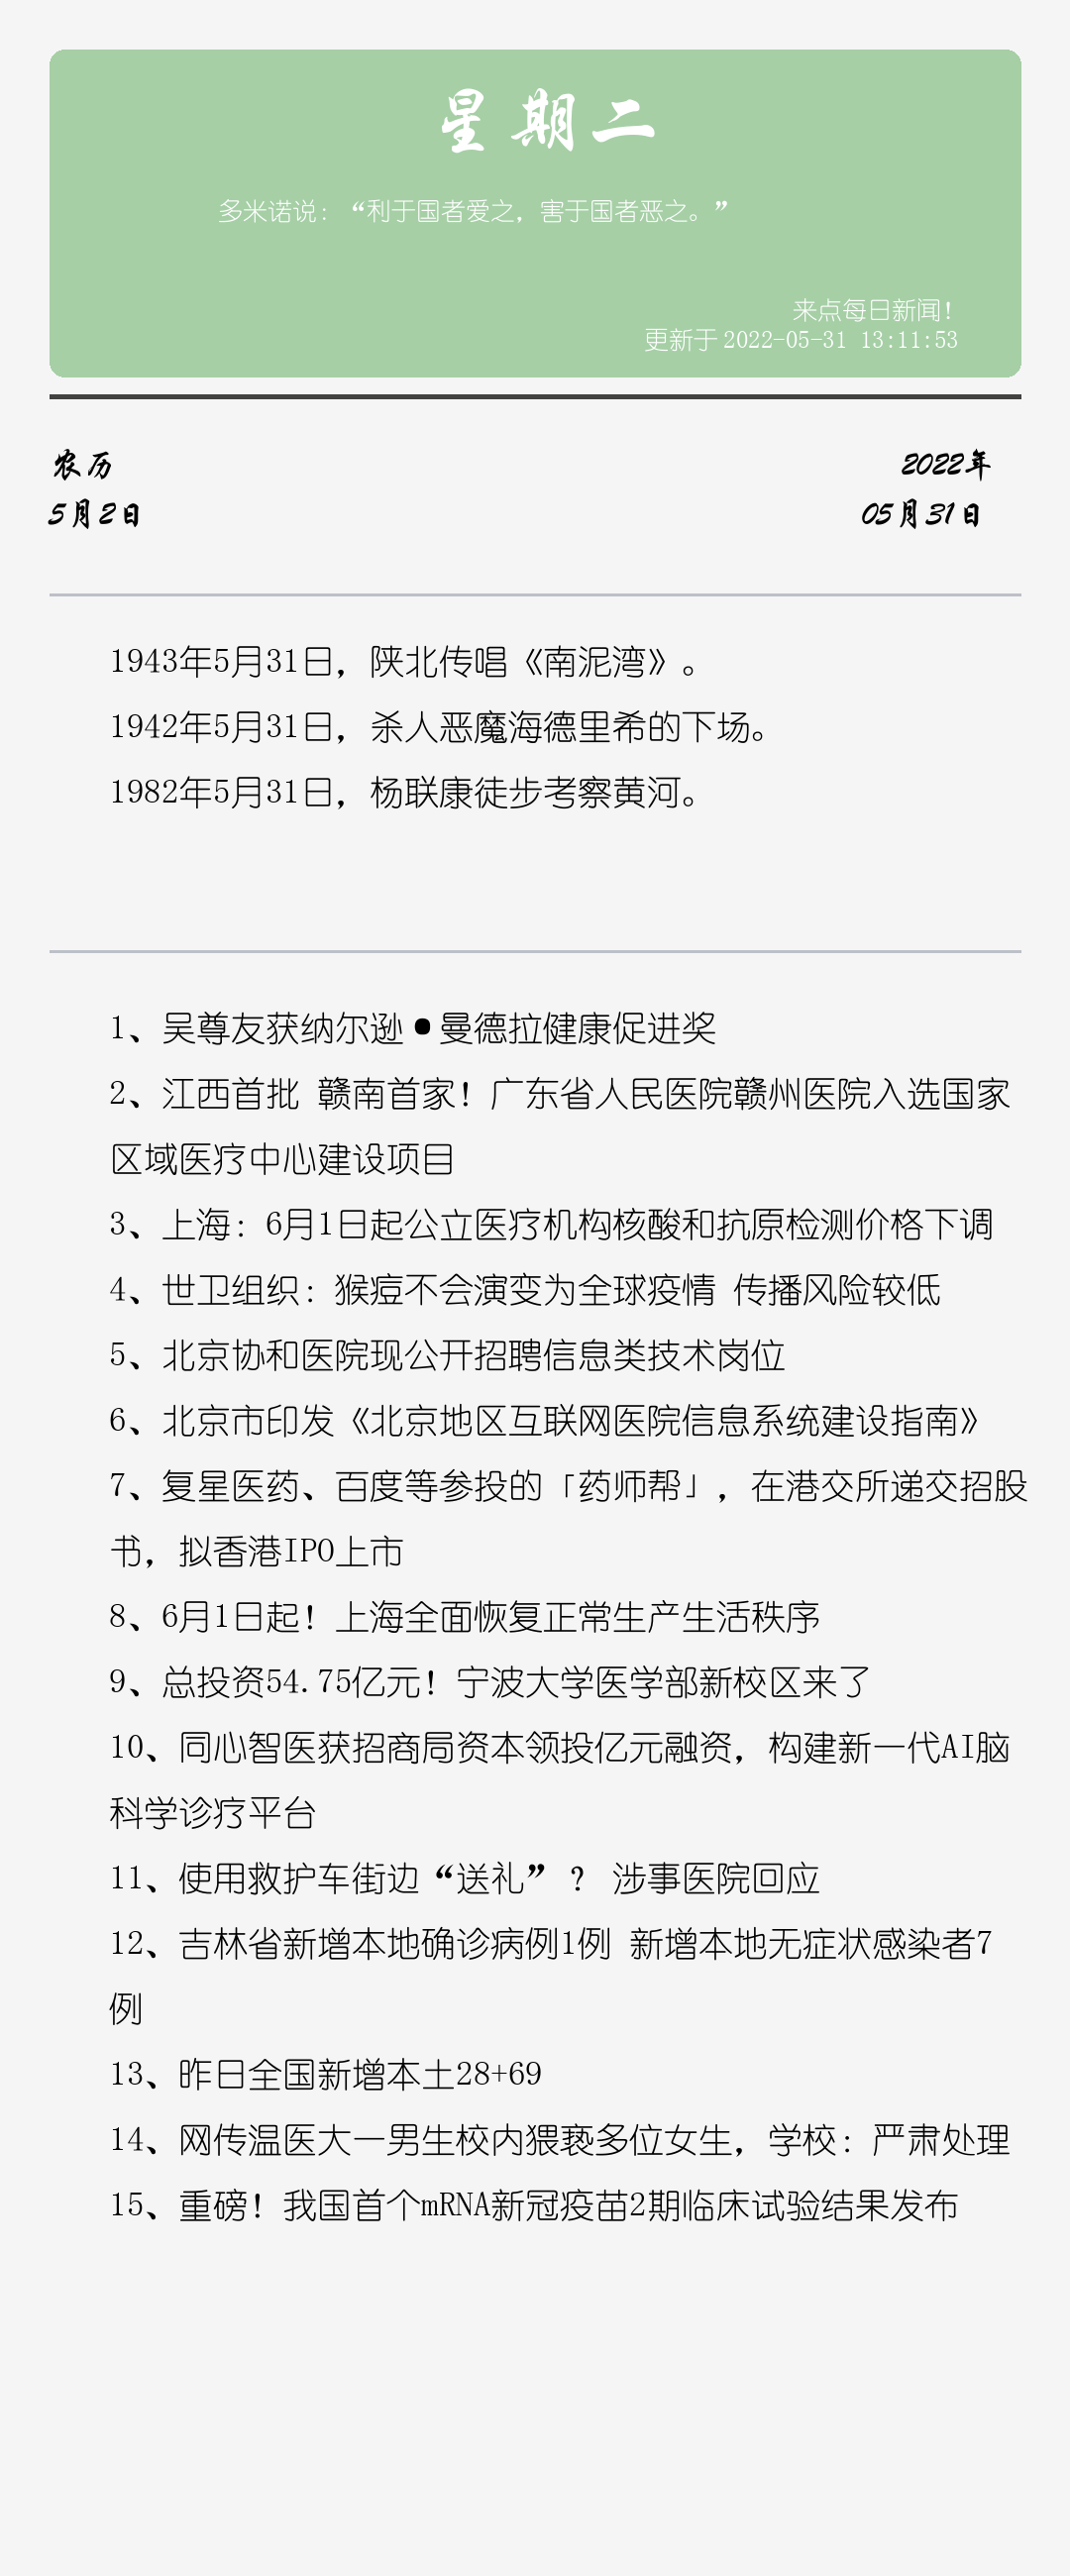 星期二
多米诺说：“利于国者爱之，害于国者恶之。”
来点每日新闻！
更新于 2022-05-31 13:11:53
农历
2022年
5月2日
05月31日
1943年5月31日，陕北传唱《南泥湾》。
1942年5月31日，杀人恶魔海德里希的下场。
1982年5月31日，杨联康徒步考察黄河。
1、吴尊友获纳尔逊•曼德拉健康促进奖
2、江西首批 赣南首家！广东省人民医院赣州医院入选国家
区域医疗中心建设项目
3、上海：6月1日起公立医疗机构核酸和抗原检测价格下调
4、世卫组织：猴痘不会演变为全球疫情 传播风险较低
5、北京协和医院现公开招聘信息类技术岗位
6、北京市印发《北京地区互联网医院信息系统建设指南》
7、复星医药、百度等参投的「药师帮」，在港交所递交招股
书，拟香港IPO上市
8、6月1日起！上海全面恢复正常生产生活秩序
9、总投资54.75亿元！宁波大学医学部新校区来了
10、同心智医获招商局资本领投亿元融资，构建新一代AI脑
科学诊疗平台
11、使用救护车街边“送礼”？ 涉事医院回应
12、吉林省新增本地确诊病例1例 新增本地无症状感染者7
例
13、昨日全国新增本土28+69
14、网传温医大一男生校内猥亵多位女生，学校：严肃处理
15、重磅！我国首个mRNA新冠疫苗2期临床试验结果发布